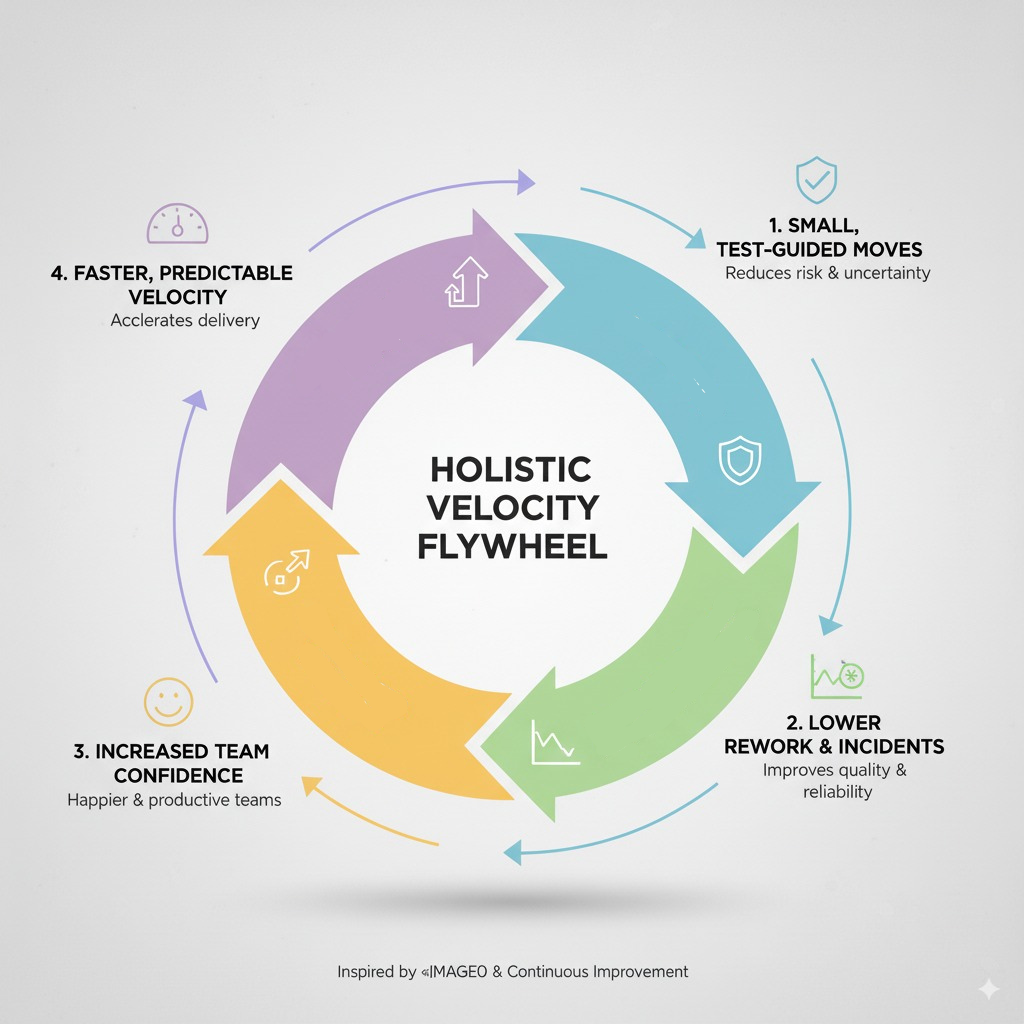 1. SMALL,
TEST-GUIDED MOVES
Reduces risk & uncertainty
4. FASTER, PREDICTABLE
VELOCITY
Acclerates delivery
HOLISTIC
VELOCITY
FLYWHEEL
2. LOWER
REWORK & INCIDENTS
Improves quality &
reliability
3. INCREASED TEAM
CONFIDENCE
Happier & productive teams
Inspired by «IMAGE0 & Continuous Improvement